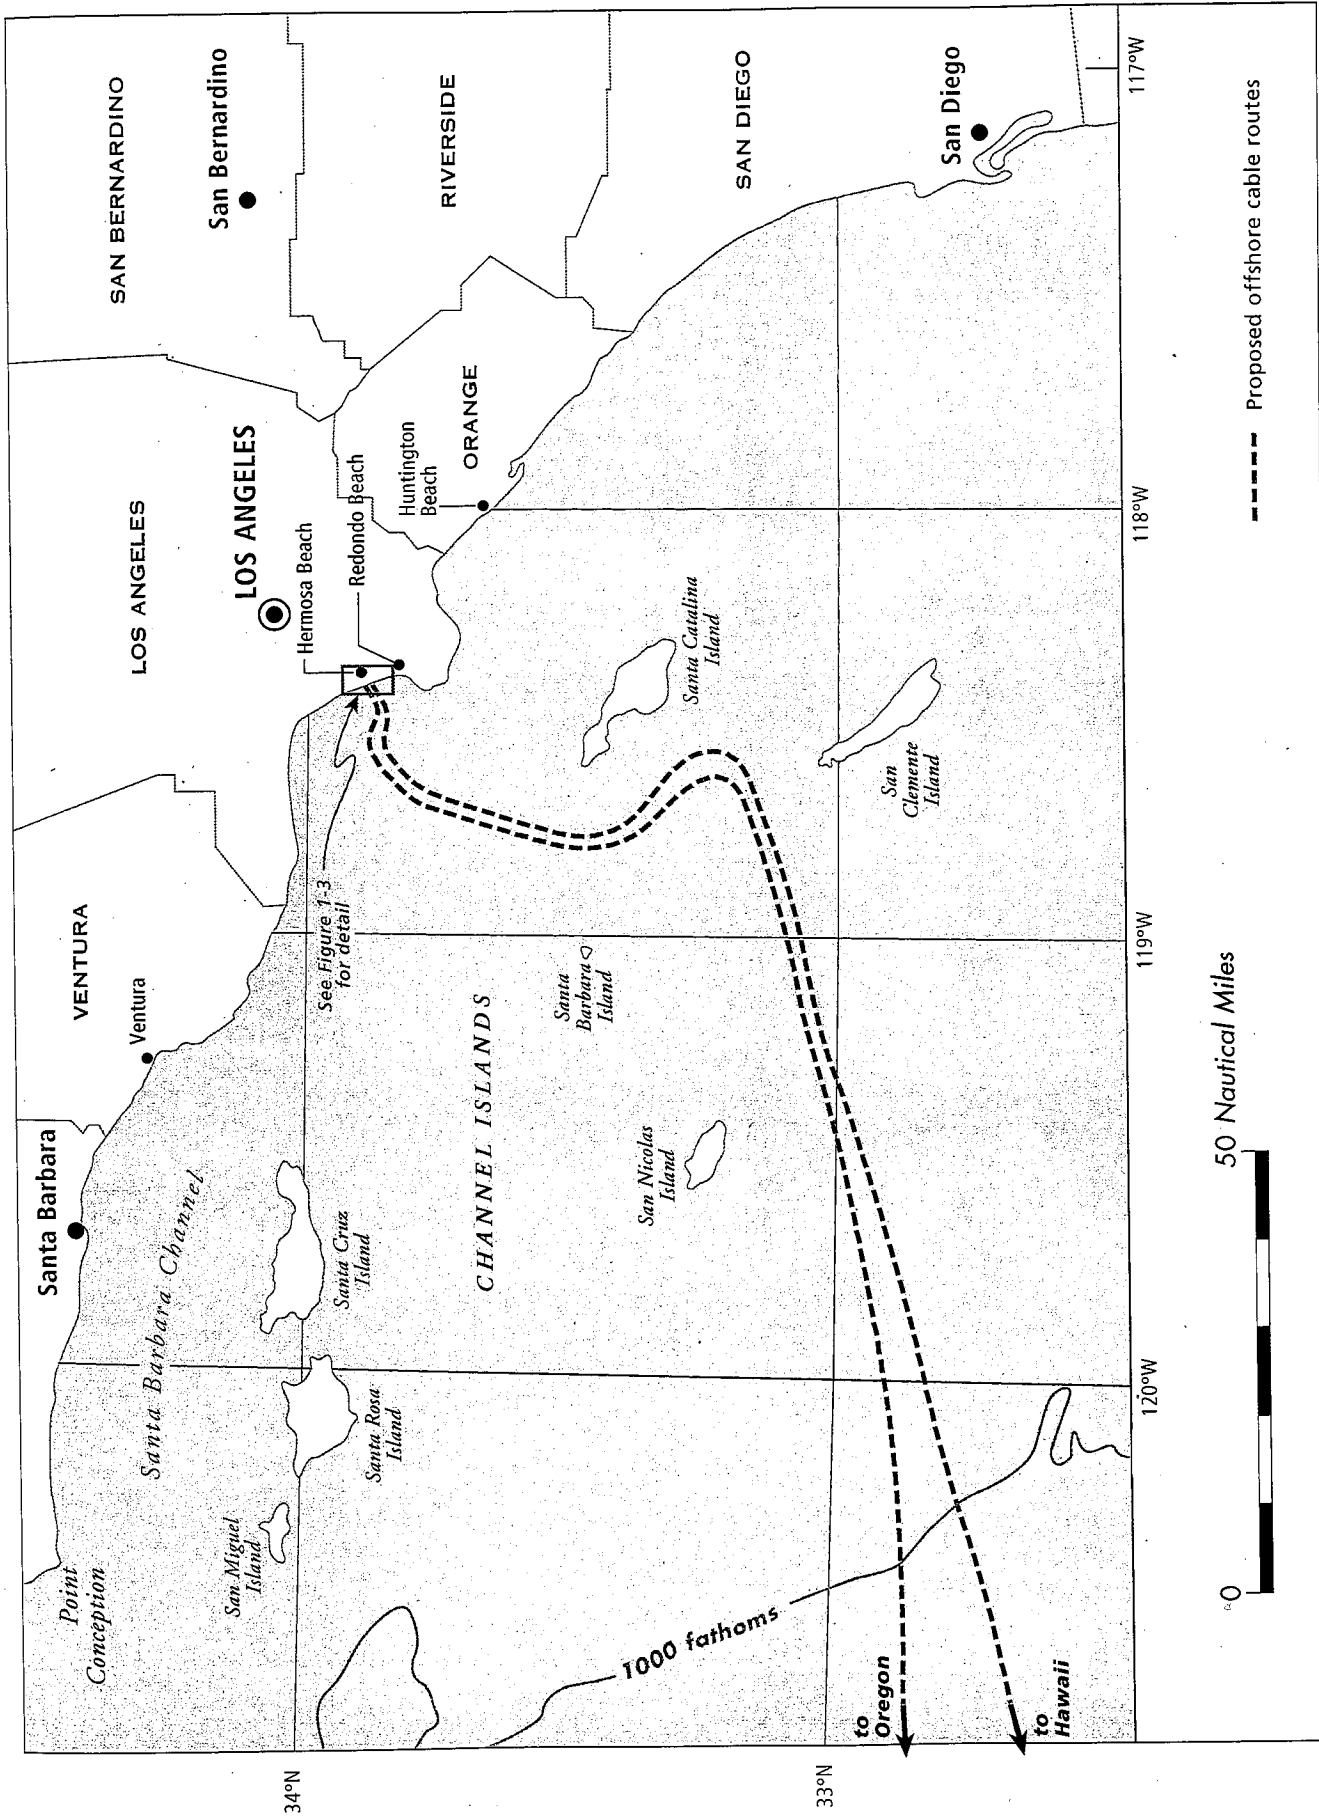 Point
Conception
Santa Barbara
VENTURA
Ventura
LOS ANGELES
SAN BERNARDINO
San Bernardino
LOS ANGELES
Hermosa Beach
Redondo Beach
RIVERSIDE
ORANGE
Huntington
Beach
SAN DIEGO
San Diego
Santa Barbara Channel
San Miguel
Island
Santa Rosa
Island
Santa Cruz
Island
See Figure 1-3
for detail
CHANNEL ISLANDS
Santa
Barbara
Island
San Nicolas
Island
Santa Catalina
Island
San
Clemente
Island
1000 fathoms
to
Oregon
to
Hawaii
34°N
33°N
120°W
119°W
118°W
117°W
0
50 Nautical Miles
Proposed offshore cable routes